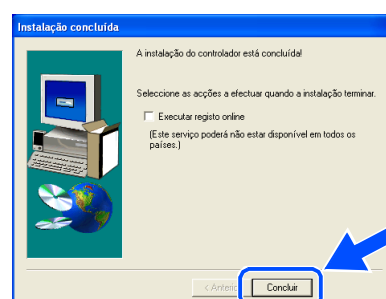 Instalação concluída
A instalação do controlador está concluída!
Seleccione as acções a efectuar quando a instalação terminar.
Executar registo online
(Este serviço poderá não estar disponível em todos os
países.)
< Anterio
Concluir